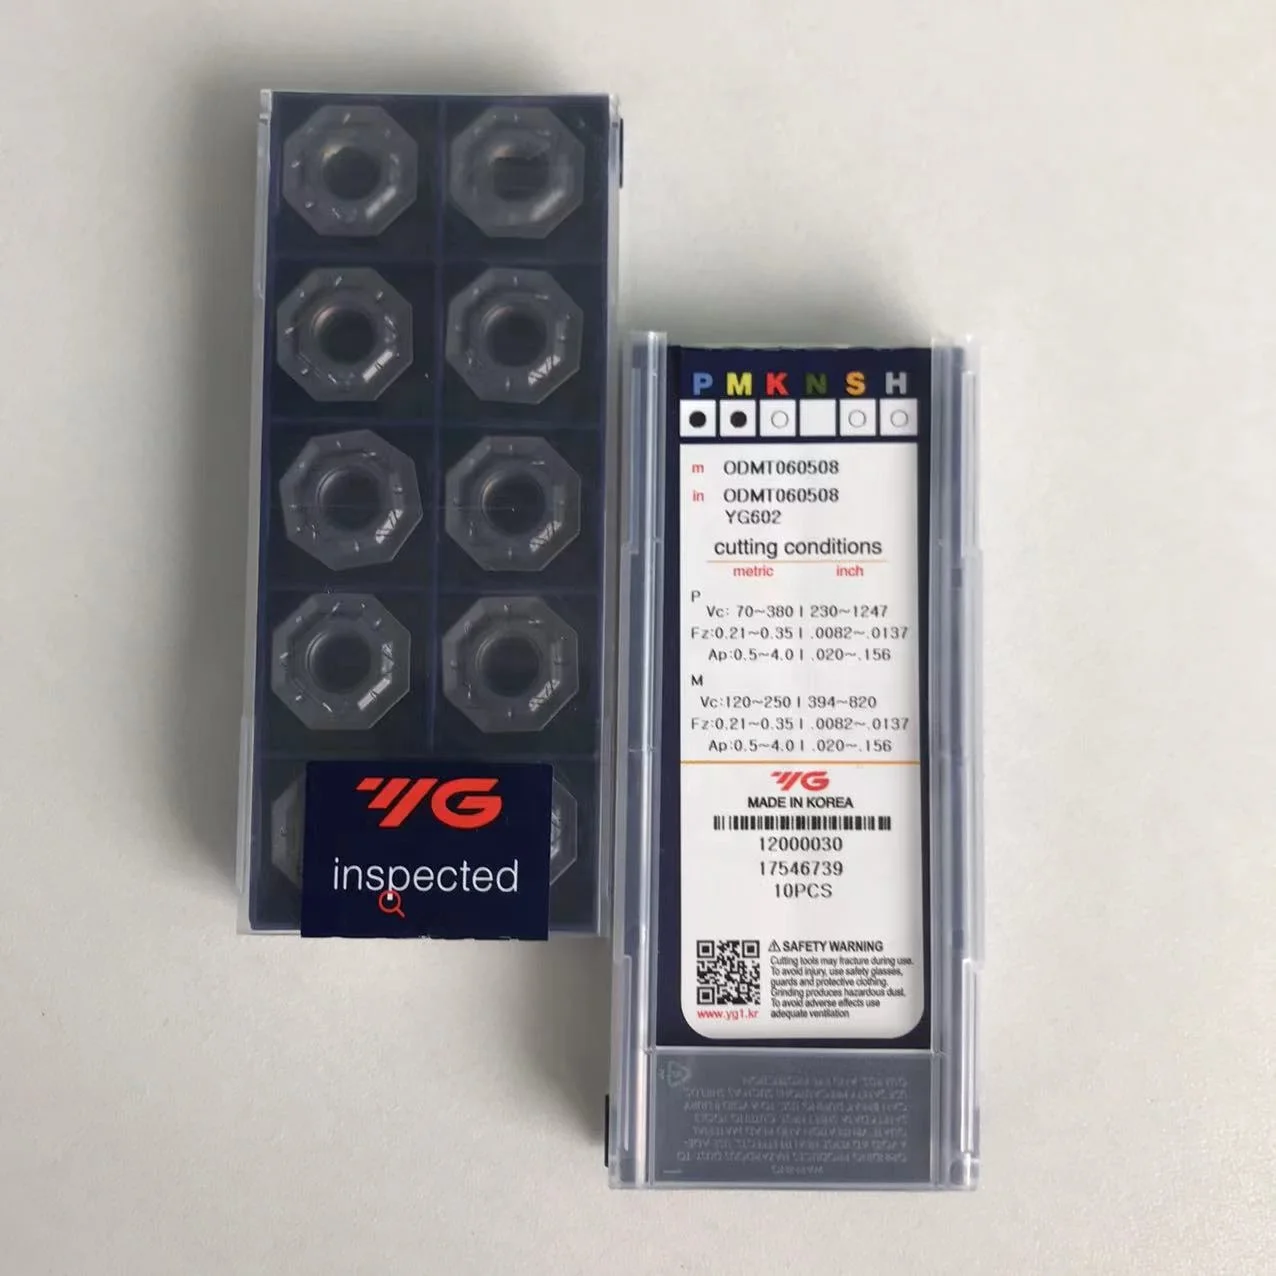 YG
inspected
P M K N S H
m ODMT060508
in ODMT060508
YG602
cutting conditions
metric inch
P
Vc: 70~380 | 230~1247
Fz:0.21~0.35 | .0082~.0137
Ap:0.5~4.0 | .020~.156
M
Vc:120~250 | 394~820
Fz:0.21~0.35 | .0082~.0137
Ap:0.5~4.0 | .020~.156
YG
MADE IN KOREA
12000030
17546739
10PCS
⚠ SAFETY WARNING
Cutting tools may fracture during use.
To avoid injury, use safety glasses,
guards and protective clothing.
Grinding produces hazardous dust.
To avoid adverse effects use
adequate ventilation
www.yg1.kr
WARNING